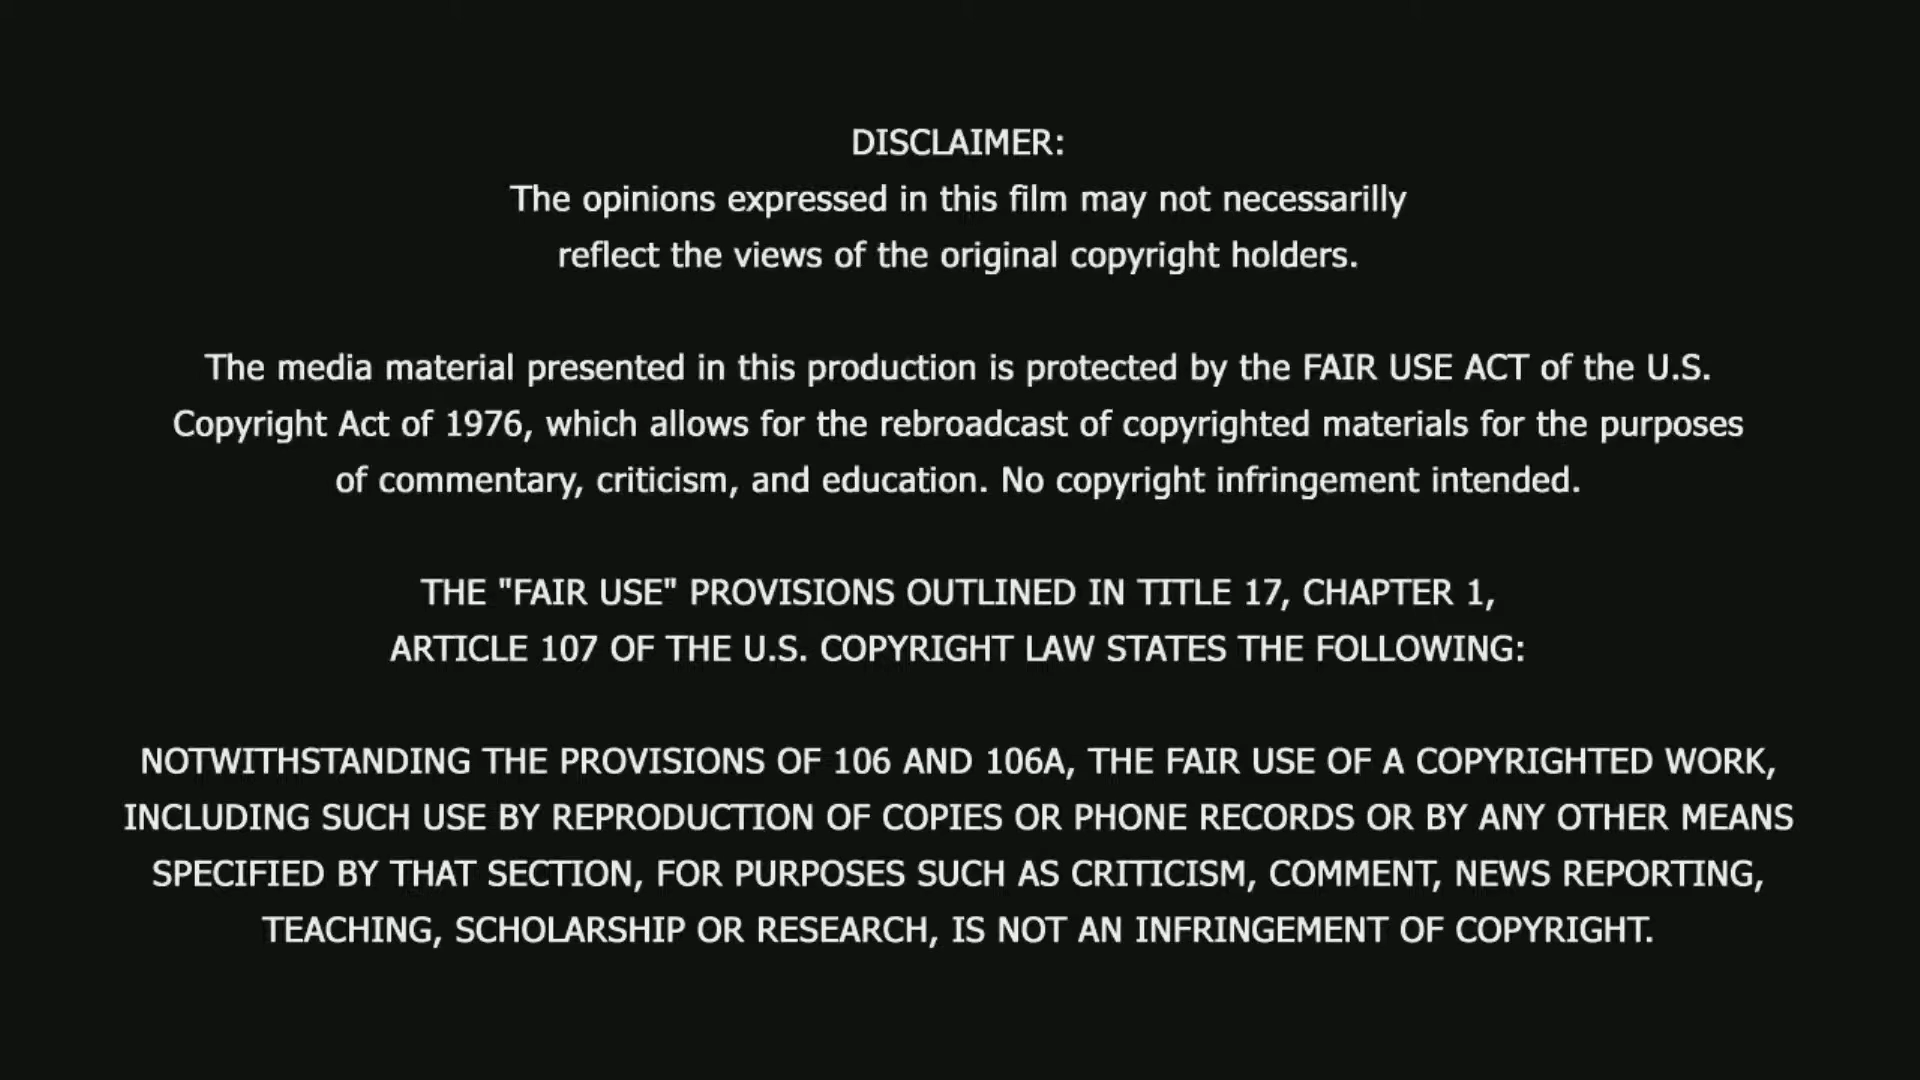 DISCLAIMER:
The opinions expressed in this film may not necessarilly
reflect the views of the original copyright holders.
The media material presented in this production is protected by the FAIR USE ACT of the U.S.
Copyright Act of 1976, which allows for the rebroadcast of copyrighted materials for the purposes
of commentary, criticism, and education. No copyright infringement intended.
THE "FAIR USE" PROVISIONS OUTLINED IN TITLE 17, CHAPTER 1,
ARTICLE 107 OF THE U.S. COPYRIGHT LAW STATES THE FOLLOWING:
NOTWITHSTANDING THE PROVISIONS OF 106 AND 106A, THE FAIR USE OF A COPYRIGHTED WORK,
INCLUDING SUCH USE BY REPRODUCTION OF COPIES OR PHONE RECORDS OR BY ANY OTHER MEANS
SPECIFIED BY THAT SECTION, FOR PURPOSES SUCH AS CRITICISM, COMMENT, NEWS REPORTING,
TEACHING, SCHOLARSHIP OR RESEARCH, IS NOT AN INFRINGEMENT OF COPYRIGHT.